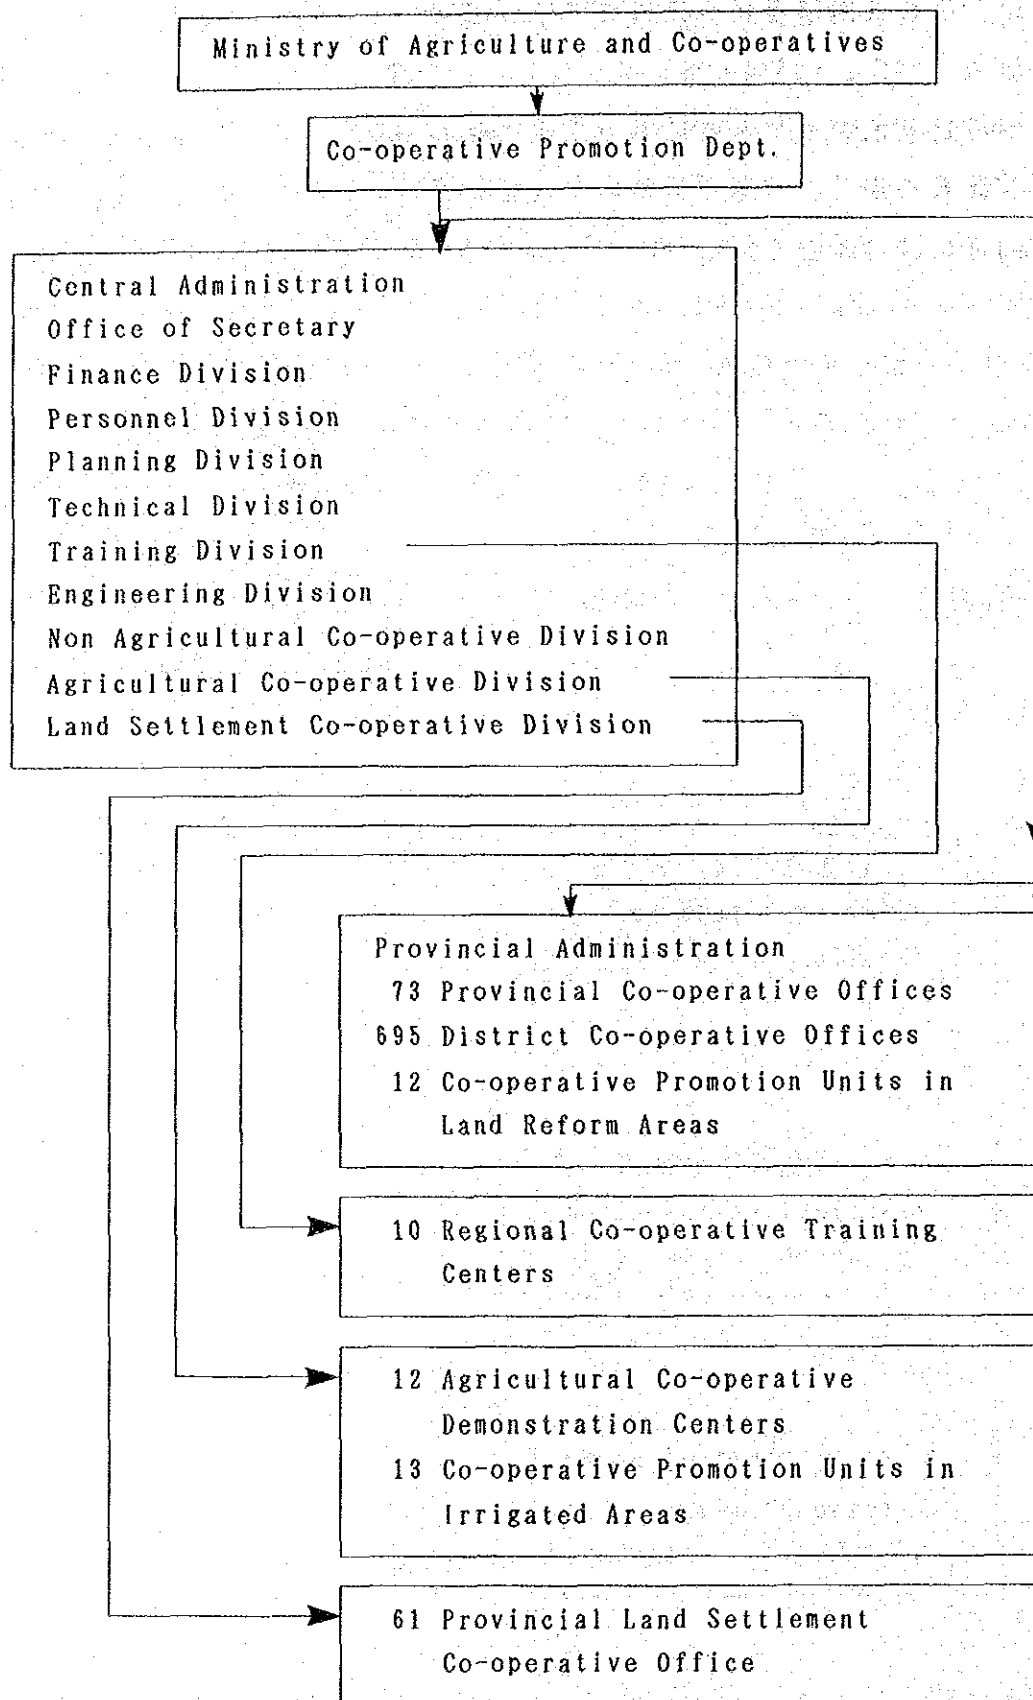 Ministry of Agriculture and Co-operatives
Co-operative Promotion Dept.
Central Administration
Office of Secretary
Finance Division
Personnel Division
Planning Division
Technical Division
Training Division
Engineering Division
Non Agricultural Co-operative Division
Agricultural Co-operative Division
Land Settlement Co-operative Division
Provincial Administration
73 Provincial Co-operative Offices
695 District Co-operative Offices
12 Co-operative Promotion Units in
Land Reform Areas
10 Regional Co-operative Training
Centers
12 Agricultural Co-operative
Demonstration Centers
13 Co-operative Promotion Units in
Irrigated Areas
61 Provincial Land Settlement
Co-operative Office